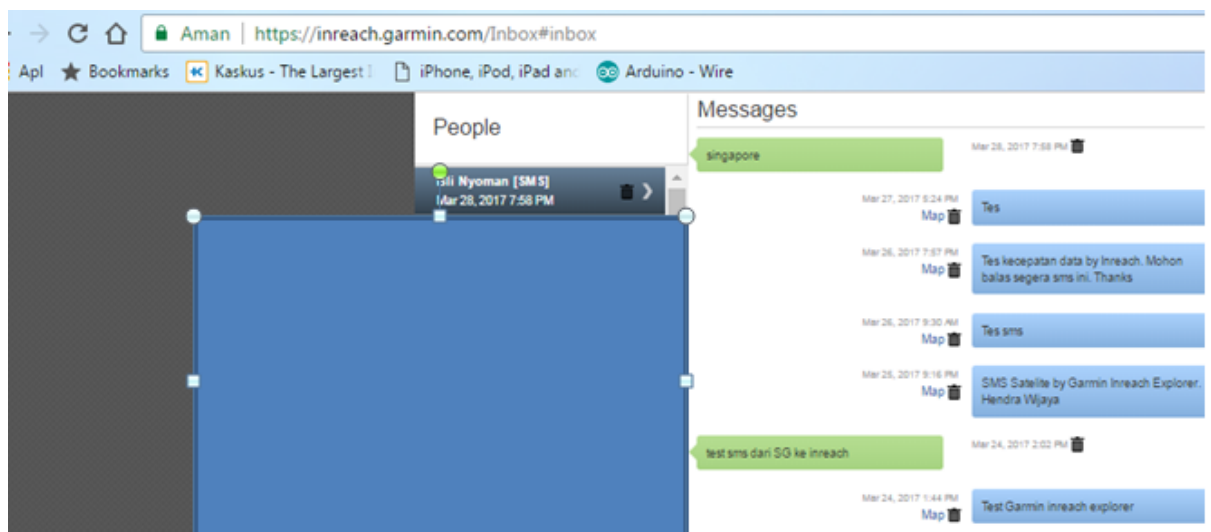 Aman | https://inreach.garmin.com/Inbox#inbox
Apl Bookmarks Kaskus - The Largest I iPhone, iPod, iPad and Arduino - Wire
People
Messages
singapore
Mar 28, 2017 7:58 PM
Nyoman [SMS]
Mar 28, 2017 7:58 PM
Mar 27, 2017 5:24 PM
Map
Tes
Mar 26, 2017 7:57 PM
Map
Tes kecepatan data by Inreach. Mohon
balas segera sms ini. Thanks
Mar 26, 2017 9:30 AM
Map
Tes sms
Mar 25, 2017 9:16 PM
Map
SMS Satelite by Garmin Inreach Explorer.
Hendra Wijaya
test sms dari SG ke inreach
Mar 24, 2017 2:02 PM
Mar 24, 2017 1:44 PM
Map
Test Garmin inreach explorer